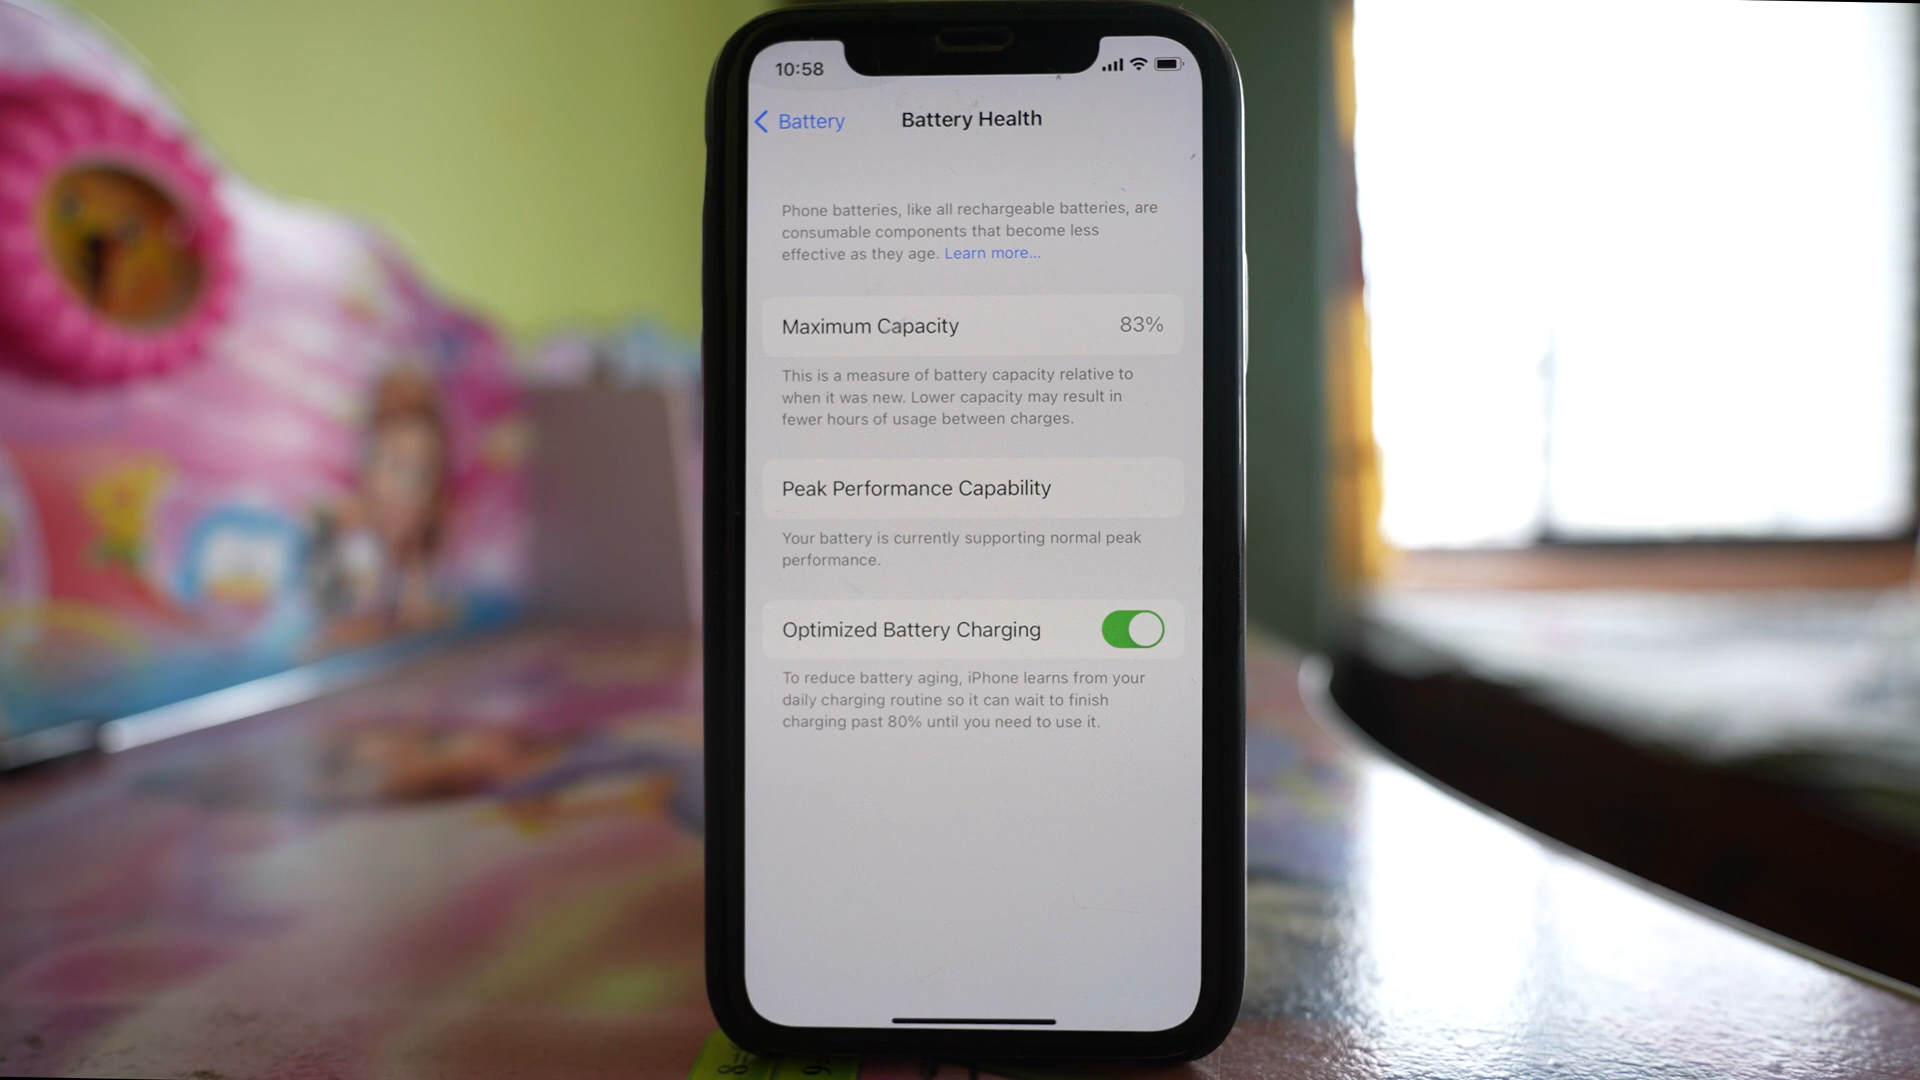 10:58
Battery
Battery Health
Phone batteries, like all rechargeable batteries, are
consumable components that become less
effective as they age. Learn more...
Maximum Capacity 83%
This is a measure of battery capacity relative to
when it was new. Lower capacity may result in
fewer hours of usage between charges.
Peak Performance Capability
Your battery is currently supporting normal peak
performance.
Optimized Battery Charging
To reduce battery aging, iPhone learns from your
daily charging routine so it can wait to finish
charging past 80% until you need to use it.